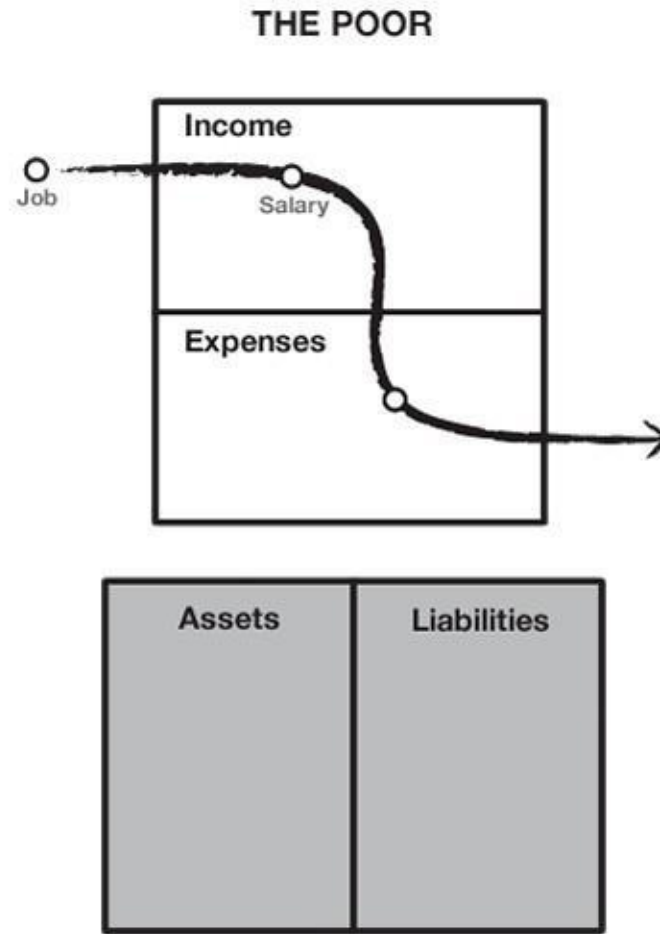 THE POOR
Income
Job
Salary
Expenses
Assets
Liabilities